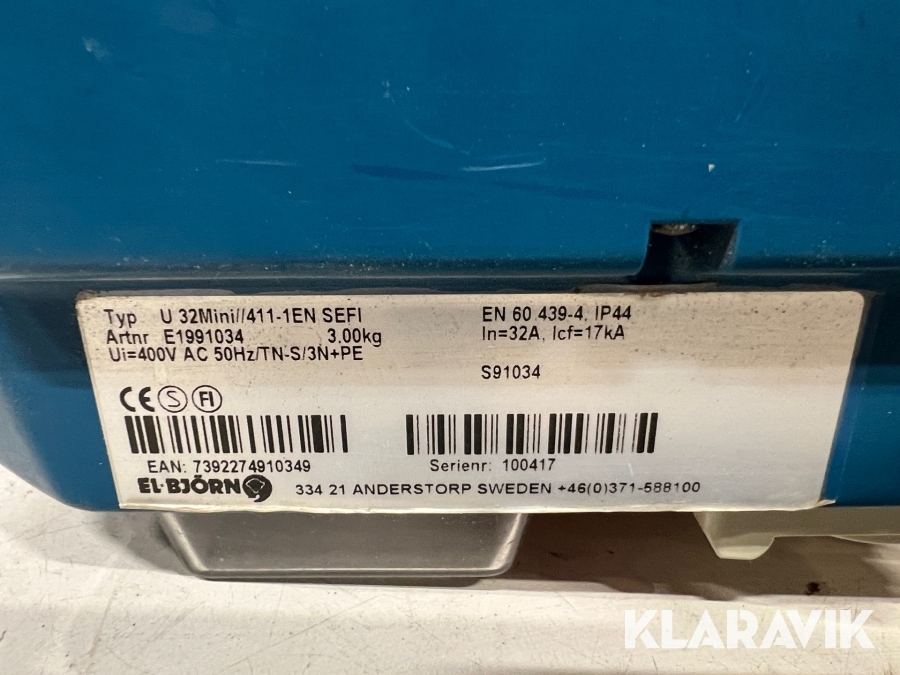 Typ U 32Mini//411-1EN SEFI
Artnr E1991034 3.00kg
Ui=400V AC 50Hz/TN-S/3N+PE
EN 60 439-4, IP44
In=32A, Icf=17kA
S91034
CE S FI
EAN: 7392274910349
Serienr: 100417
EL-BJÖRN 334 21 ANDERSTORP SWEDEN +46(0)371-588100
KLARAVIK